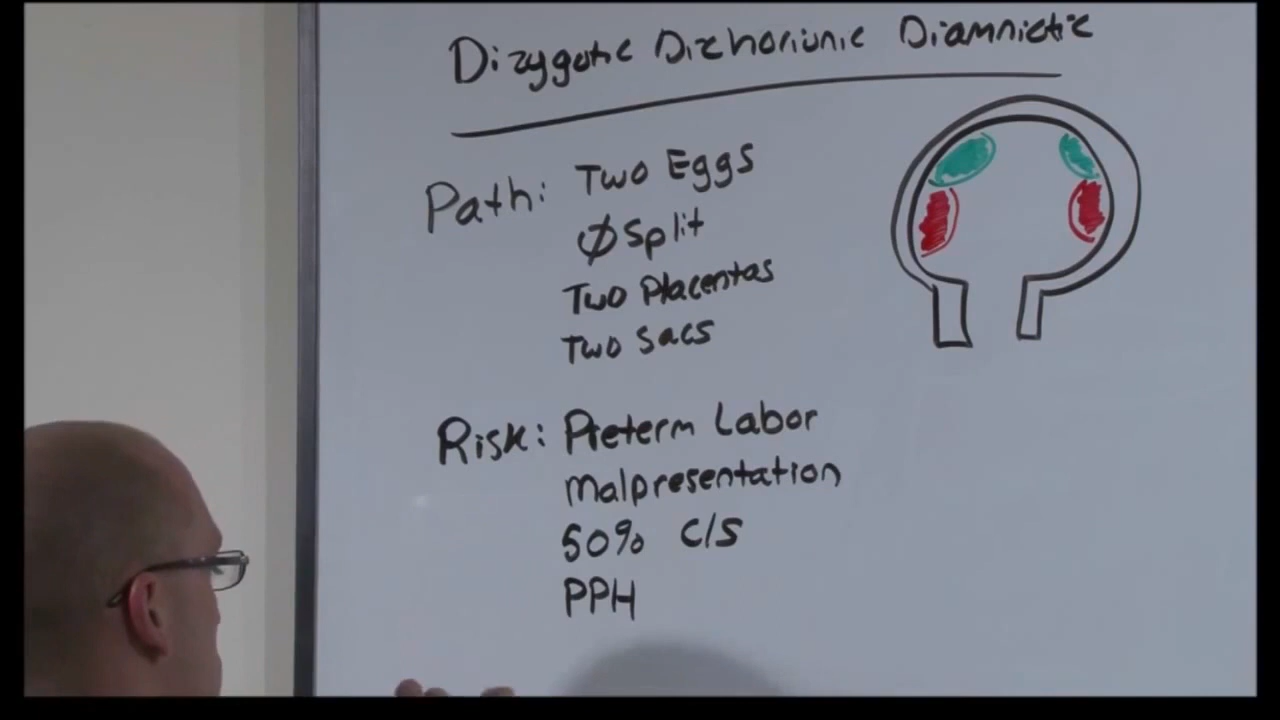 Dizygotic Dichorionic Diamniotic
Path: Two Eggs
Ø Split
Two Placentas
Two Sacs
Risk: Preterm Labor
Malpresentation
50% C/S
PPH